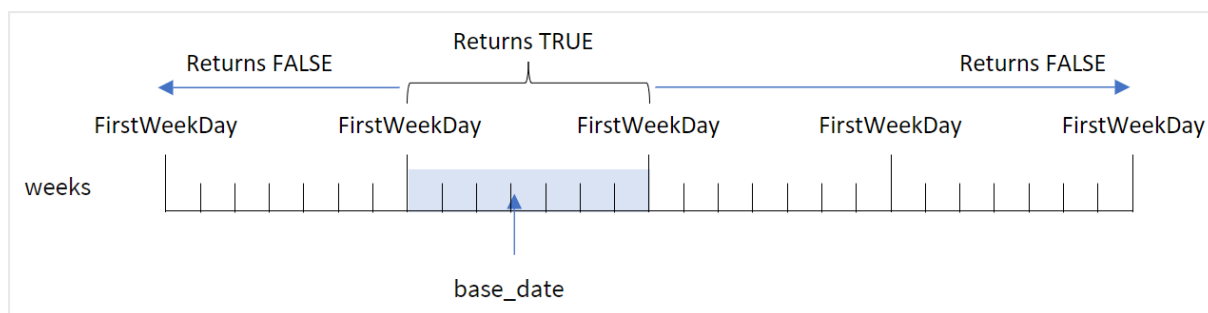 Returns TRUE
Returns FALSE
Returns FALSE
FirstWeekDay FirstWeekDay FirstWeekDay FirstWeekDay FirstWeekDay
weeks
base_date